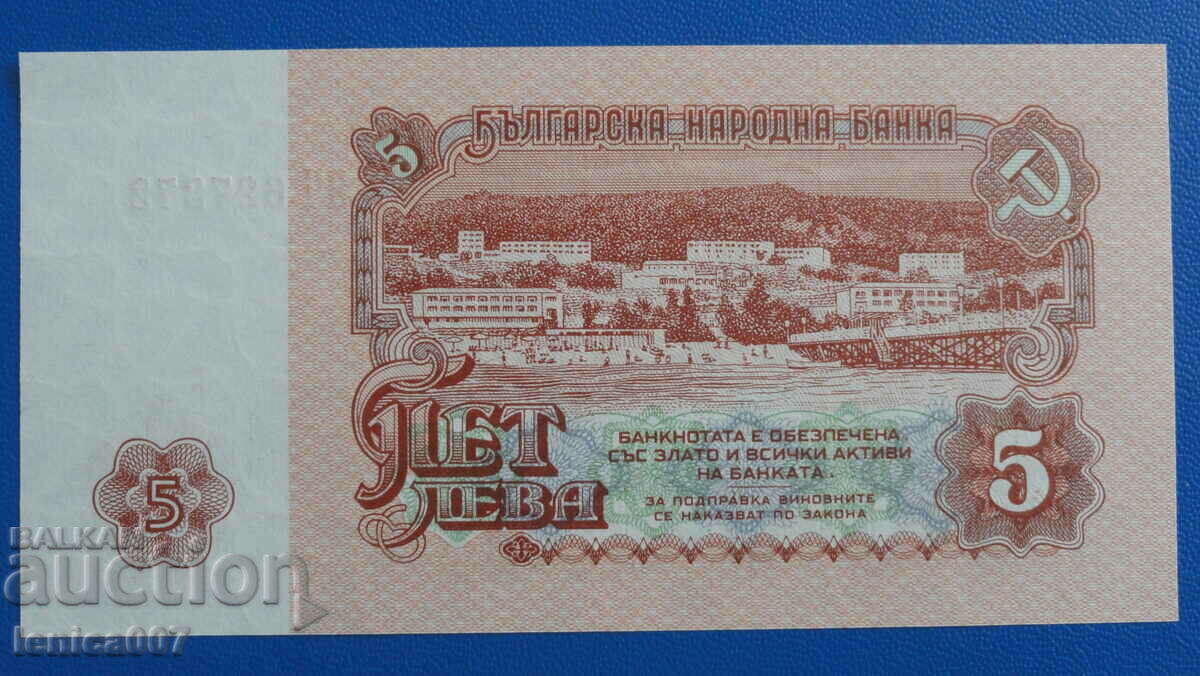 БЪЛГАРСКА НАРОДНА БАНКА
5
ПЕТ
ЛЕВА
БАНКНОТАТА Е ОБЕЗПЕЧЕНА
СЪС ЗЛАТО И ВСИЧКИ АКТИВИ
НА БАНКАТА.
ЗА ПОДПРАВКА ВИНОВНИТЕ
СЕ НАКАЗВАТ ПО ЗАКОНА
5
5
BALKAN
auction
lenica007